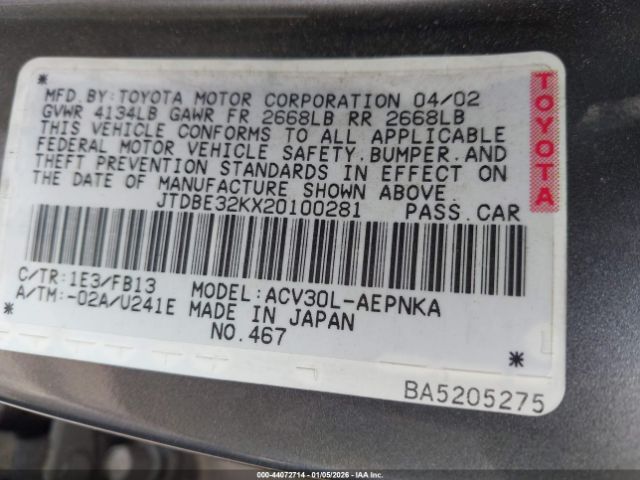 MFD.BY:TOYOTA MOTOR CORPORATION 04/02
GVWR 4134LB GAWR FR 2668LB RR 2668LB
THIS VEHICLE CONFORMS TO ALL APPLICABLE
FEDERAL MOTOR VEHICLE SAFETY.BUMPER.AND
THEFT PREVENTION STANDARDS IN EFFECT ON
THE DATE OF MANUFACTURE SHOWN ABOVE.
JTDBE32KX20100281 PASS.CAR
C/TR:1E3/FB13 MODEL:ACV30L-AEPNKA
A/TM:-02A/U241E MADE IN JAPAN
NO.467
TOYOTA
BA5205275
000-44072714 | 01/05/2026 | IAA Inc.